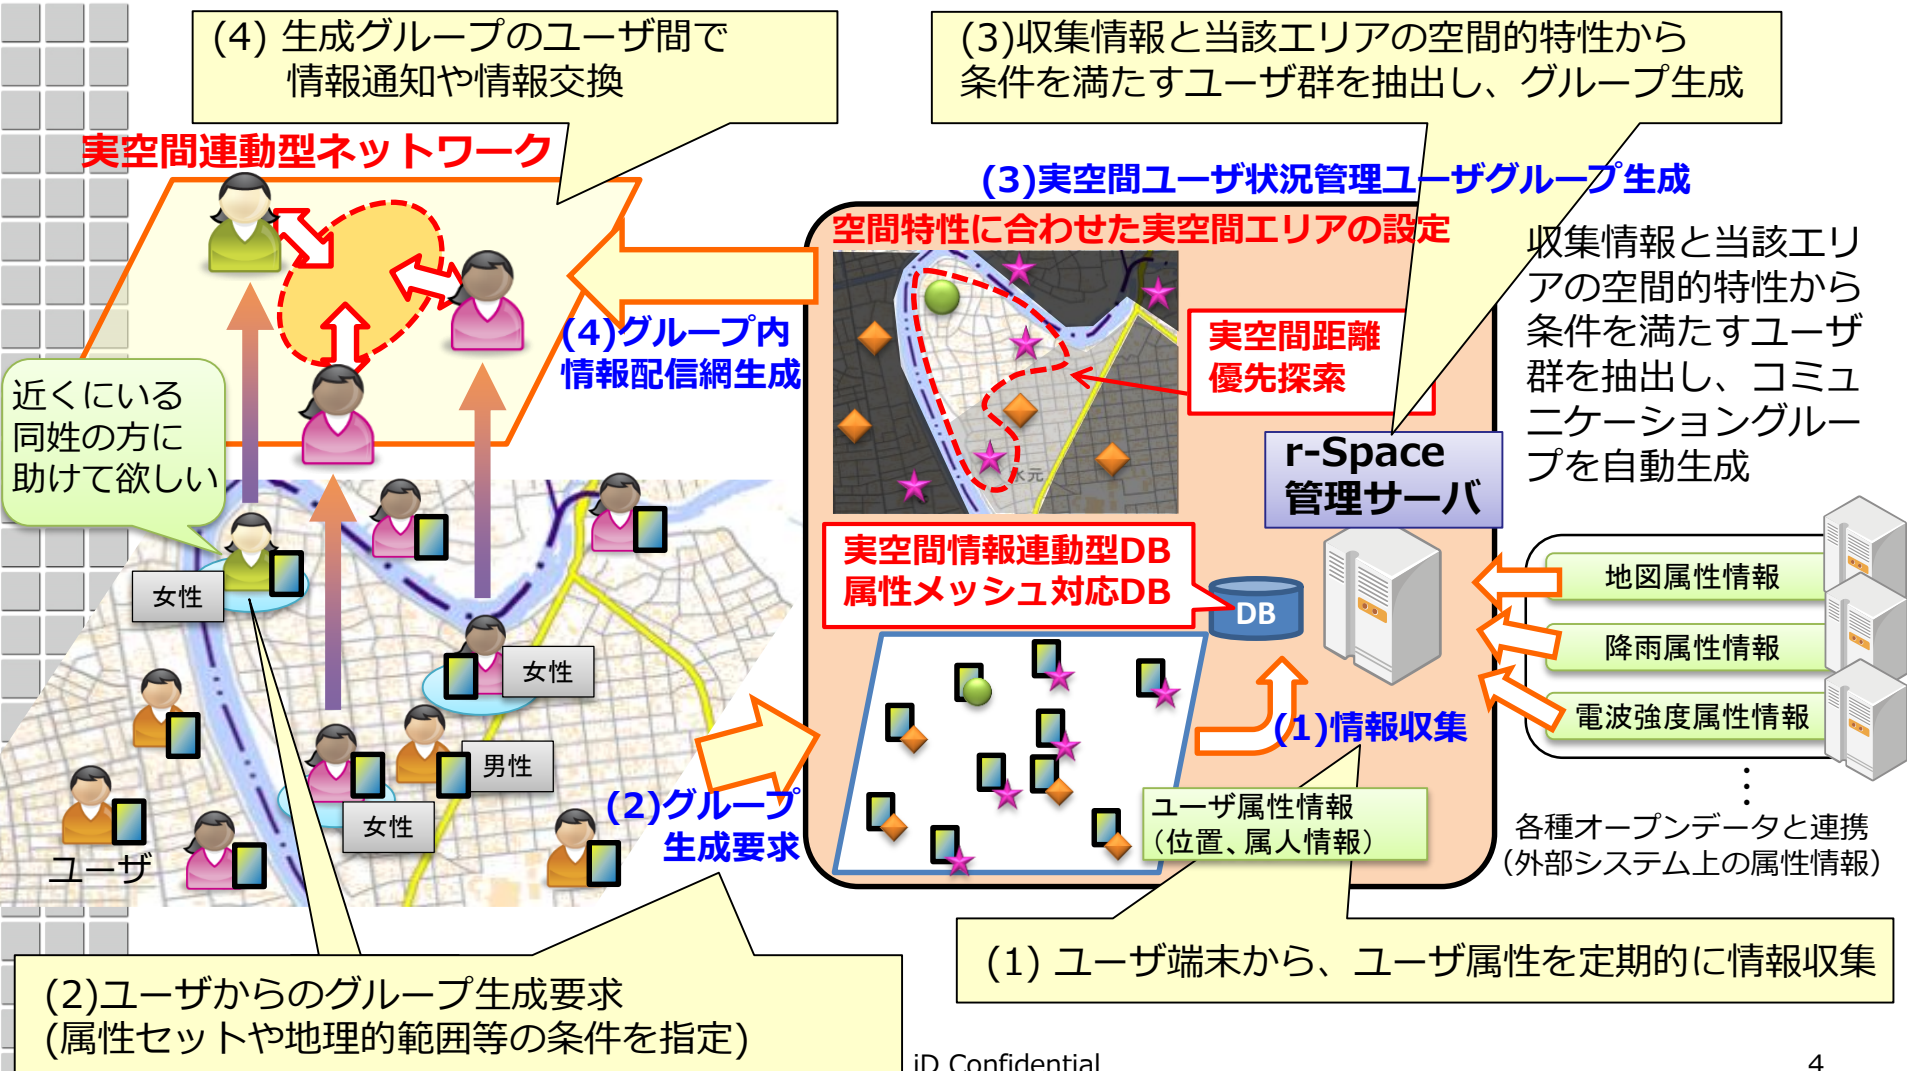 (4) 生成グループのユーザ間で
情報通知や情報交換
(3)収集情報と当該エリアの空間的特性から
条件を満たすユーザ群を抽出し、グループ生成
実空間連動型ネットワーク
(3)実空間ユーザ状況管理ユーザグループ生成
空間特性に合わせた実空間エリアの設定
収集情報と当該エリ
アの空間的特性から
条件を満たすユーザ
群を抽出し、コミュ
ニケーショングルー
プを自動生成
(4)グループ内
情報配信網生成
実空間距離
優先探索
近くにいる
同姓の方に
助けて欲しい
r-Space
管理サーバ
水元
実空間情報連動型DB
属性メッシュ対応DB
DB
地図属性情報
降雨属性情報
電波強度属性情報
女性
女性
男性
女性
ユーザ
(2)グループ
生成要求
(1)情報収集
ユーザ属性情報
(位置、属人情報)
各種オープンデータと連携
(外部システム上の属性情報)
(1) ユーザ端末から、ユーザ属性を定期的に情報収集
(2)ユーザからのグループ生成要求
(属性セットや地理的範囲等の条件を指定)
iD Confidential
4